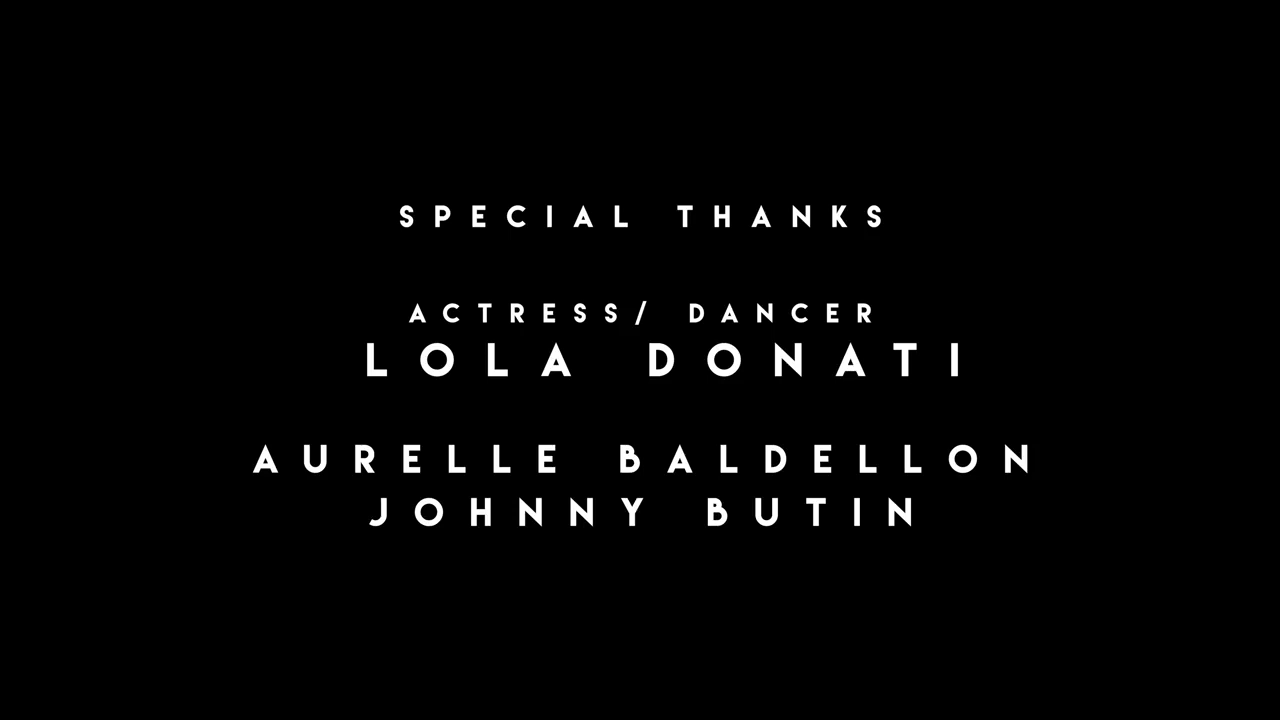 SPECIAL THANKS
ACTRESS/ DANCER
LOLA DONATI
AURELLE BALDELLON
JOHNNY BUTIN